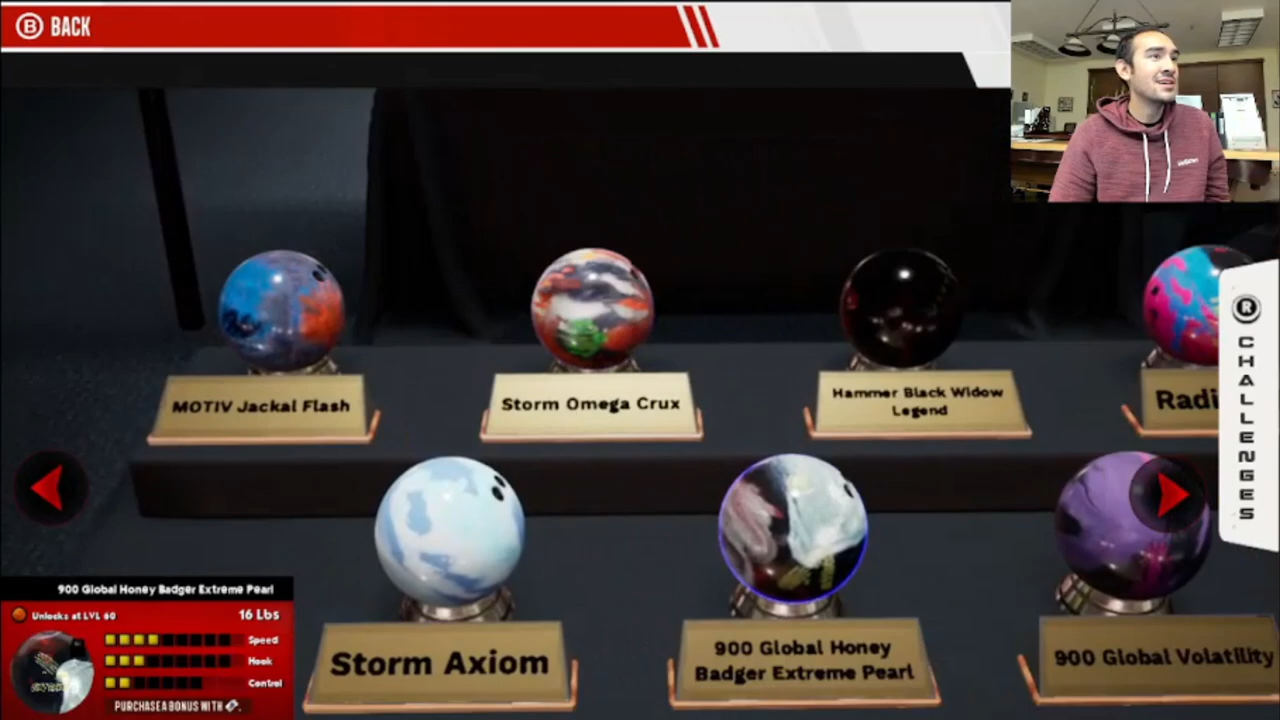 B BACK
MOTIV Jackal Flash
Storm Omega Crux
Hammer Black Widow
Legend
Radi
R
CHALLENGES
Storm Axiom
900 Global Honey
Badger Extreme Pearl
900 Global Volatility
900 Global Honey Badger Extreme Pearl
Unlocks at LVL 60
16 Lbs
Speed
Hook
Control
PURCHASE A BONUS WITH